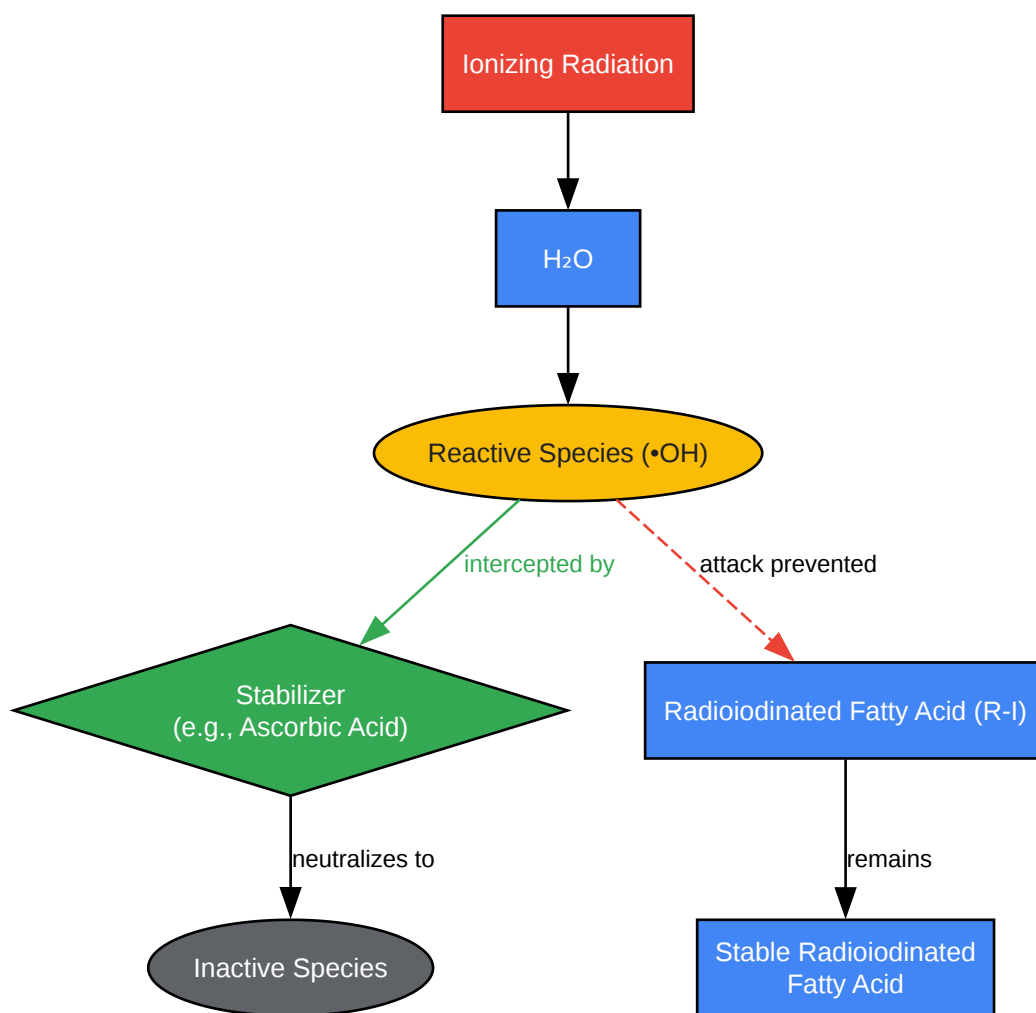 Ionizing Radiation
H₂O
Reactive Species (•OH)
intercepted by
attack prevented
Stabilizer
(e.g., Ascorbic Acid)
Radioiodinated Fatty Acid (R-I)
neutralizes to
remains
Inactive Species
Stable Radioiodinated
Fatty Acid